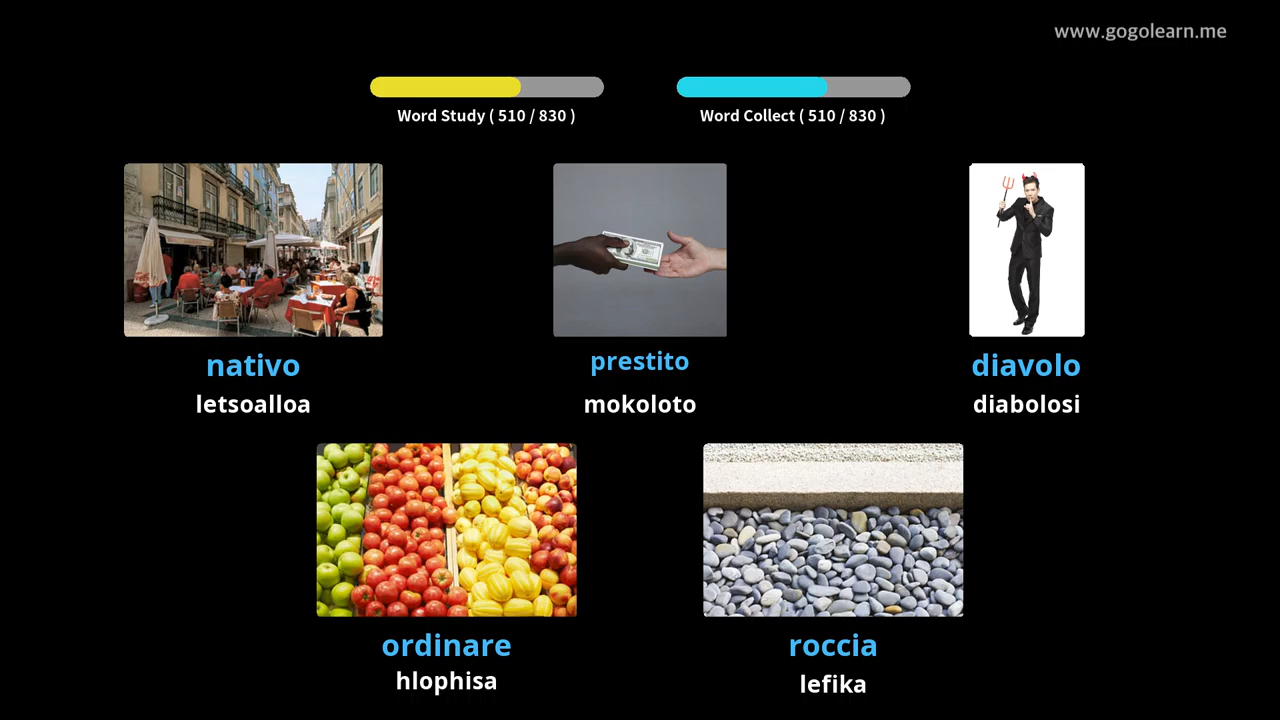 www.gogolearn.me
Word Study ( 510 / 830 )
Word Collect ( 510 / 830 )
nativo
letsoalloa
prestito
mokoloto
diavolo
diabolosi
ordinare
hlophisa
roccia
lefika